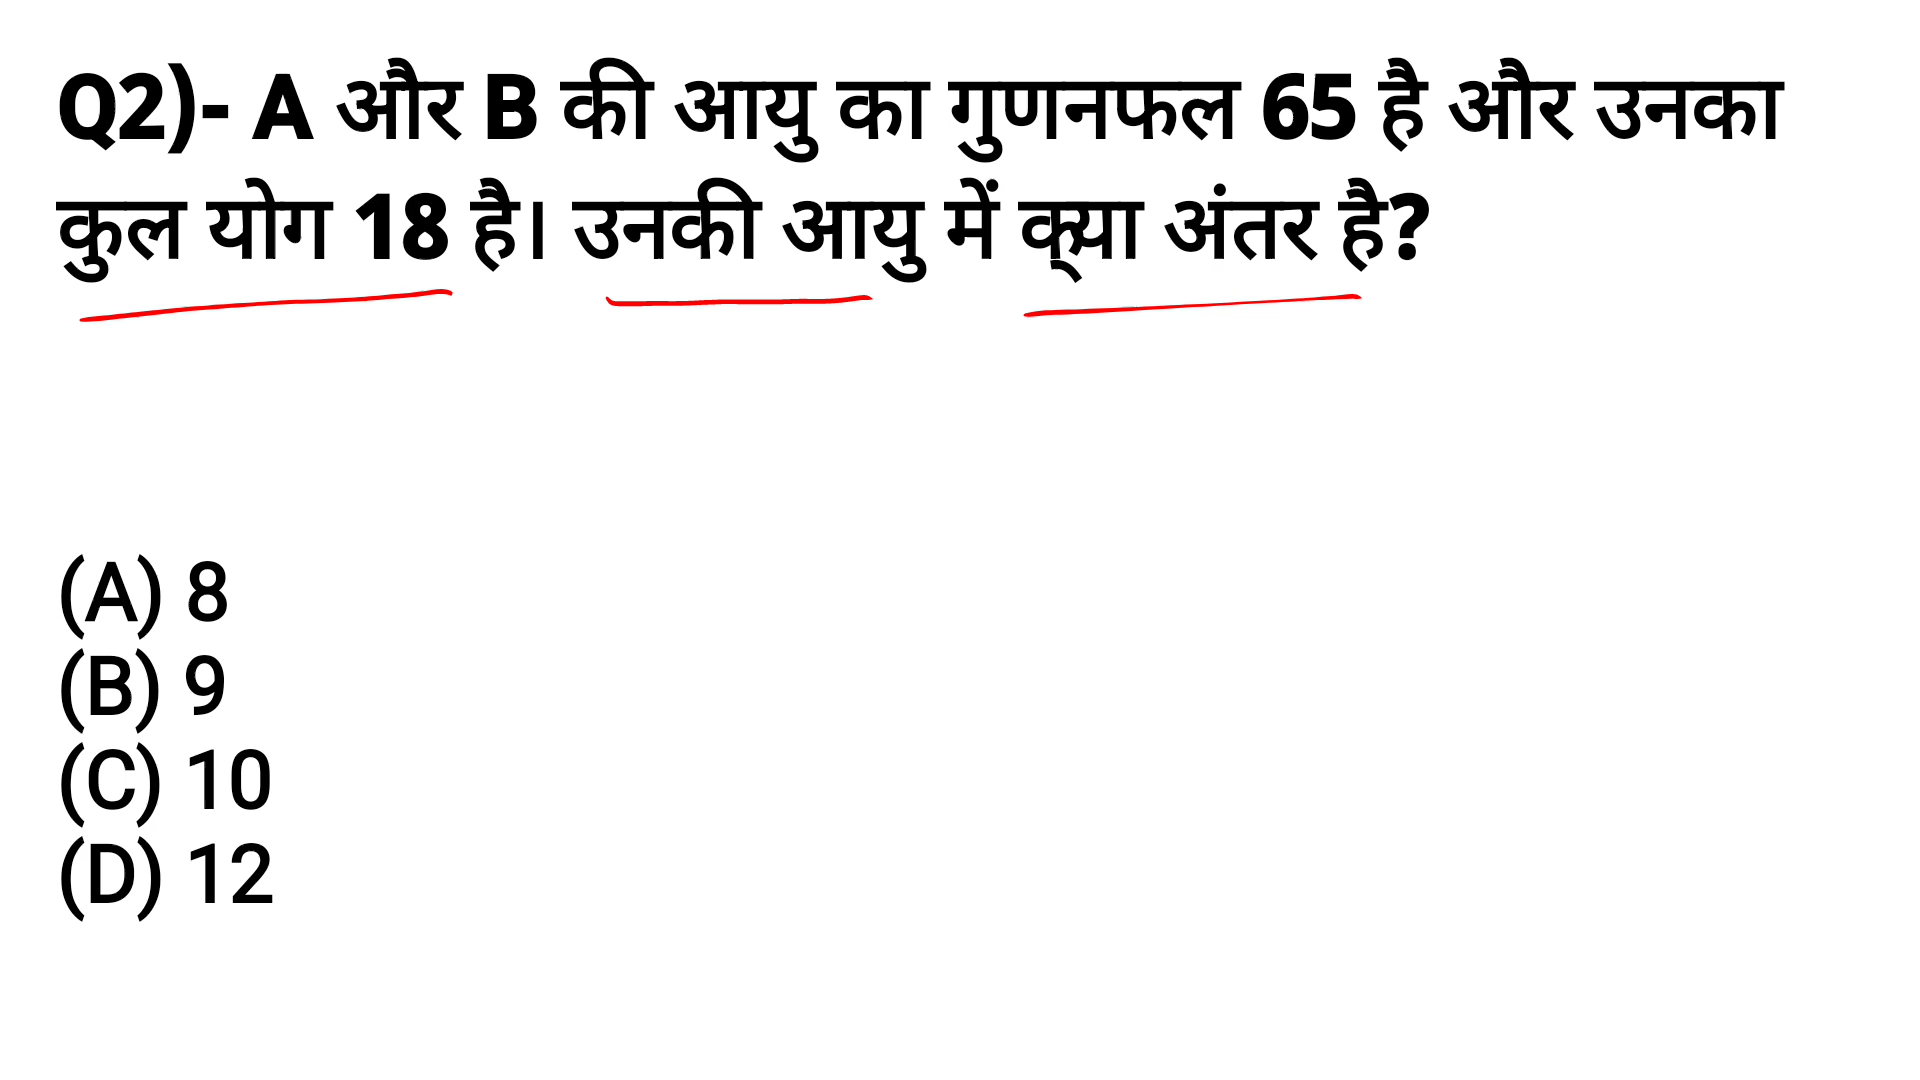 Q2)- A और B की आयु का गुणनफल 65 है और उनका
कुल योग 18 है। उनकी आयु में क्या अंतर है?
(A) 8
(B) 9
(C) 10
(D) 12